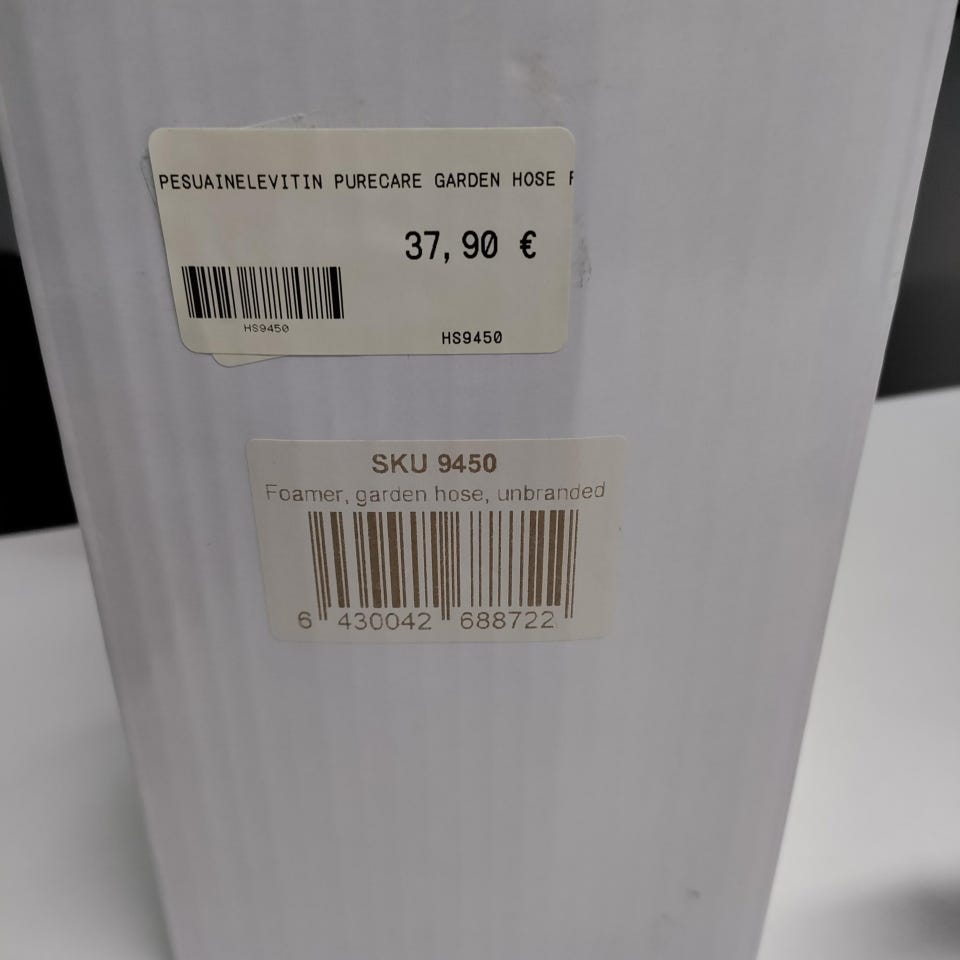 PESUAINELEVITIN PURECARE GARDEN HOSE
37,90 €
HS9450
HS9450
SKU 9450
Foamer, garden hose, unbranded
6 430042 688722